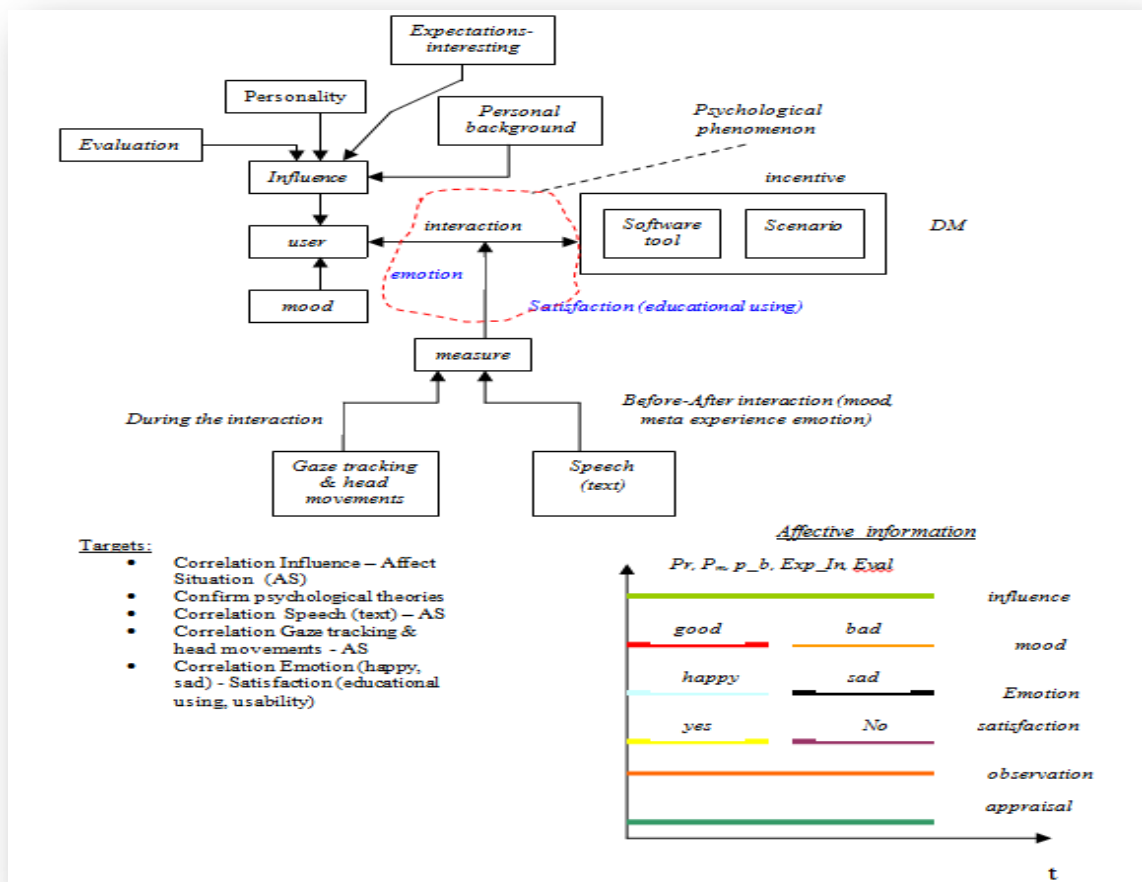 Expectations-
interesting
Personality
Personal
background
Psychological
phenomenon
Evaluation
Influence
incentive
interaction
Software
tool
Scenario
DM
user
emotion
mood
Satisfaction (educational using)
measure
During the interaction
Before-After interaction (mood,
meta experience emotion)
Gaze tracking
& head
movements
Speech
(text)
Targets:
• Correlation Influence – Affect
Situation (AS)
• Confirm psychological theories
• Correlation Speech (text) – AS
• Correlation Gaze tracking &
head movements - AS
• Correlation Emotion (happy,
sad) - Satisfaction (educational
using, usability)
Affective information
Pr, Pm, p_b, Exp_In, Eval
influence
good bad
mood
happy sad
Emotion
yes No satisfaction
observation
appraisal
t